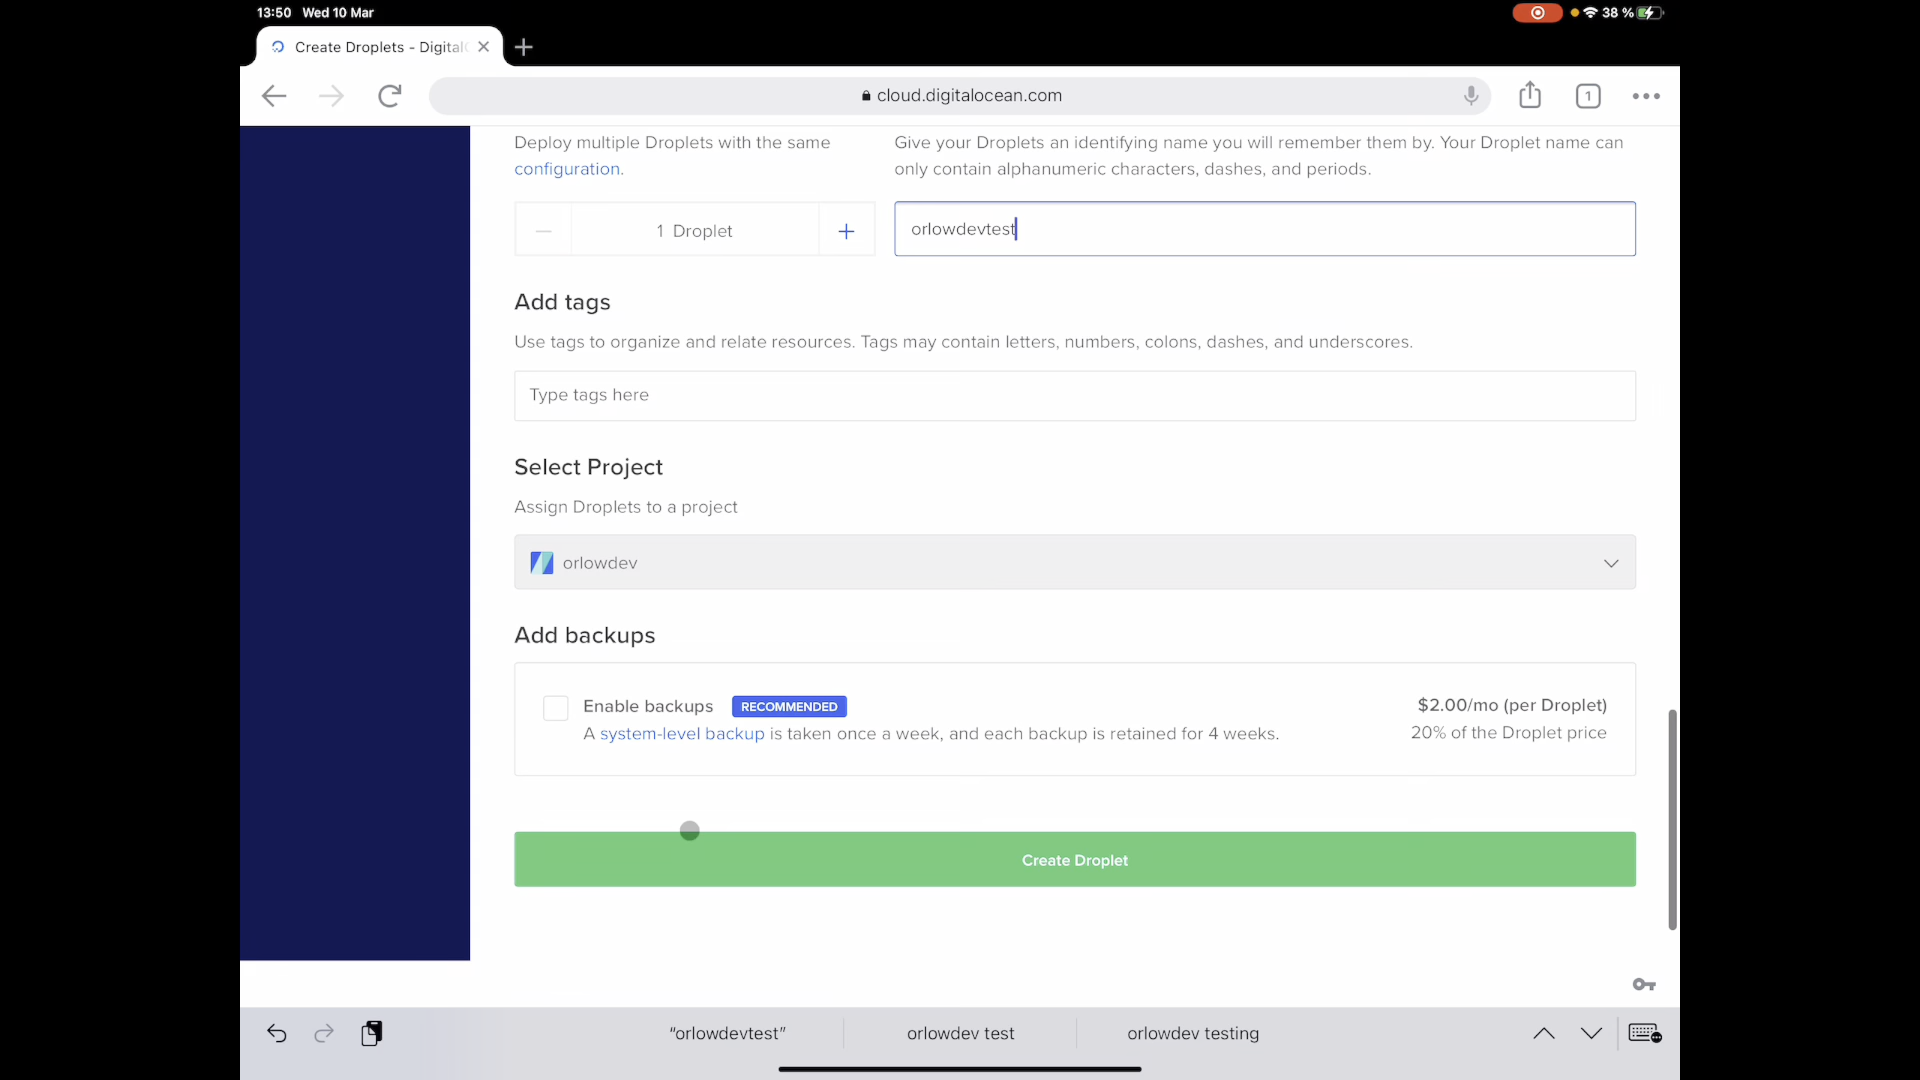 13:50 Wed 10 Mar
38 %
Create Droplets - Digital
cloud.digitalocean.com
1
Deploy multiple Droplets with the same
configuration.
Give your Droplets an identifying name you will remember them by. Your Droplet name can
only contain alphanumeric characters, dashes, and periods.
1 Droplet
orlowdevtest
Add tags
Use tags to organize and relate resources. Tags may contain letters, numbers, colons, dashes, and underscores.
Type tags here
Select Project
Assign Droplets to a project
orlowdev
Add backups
Enable backups RECOMMENDED
A system-level backup is taken once a week, and each backup is retained for 4 weeks.
$2.00/mo (per Droplet)
20% of the Droplet price
Create Droplet
“orlowdevtest” orlowdev test orlowdev testing